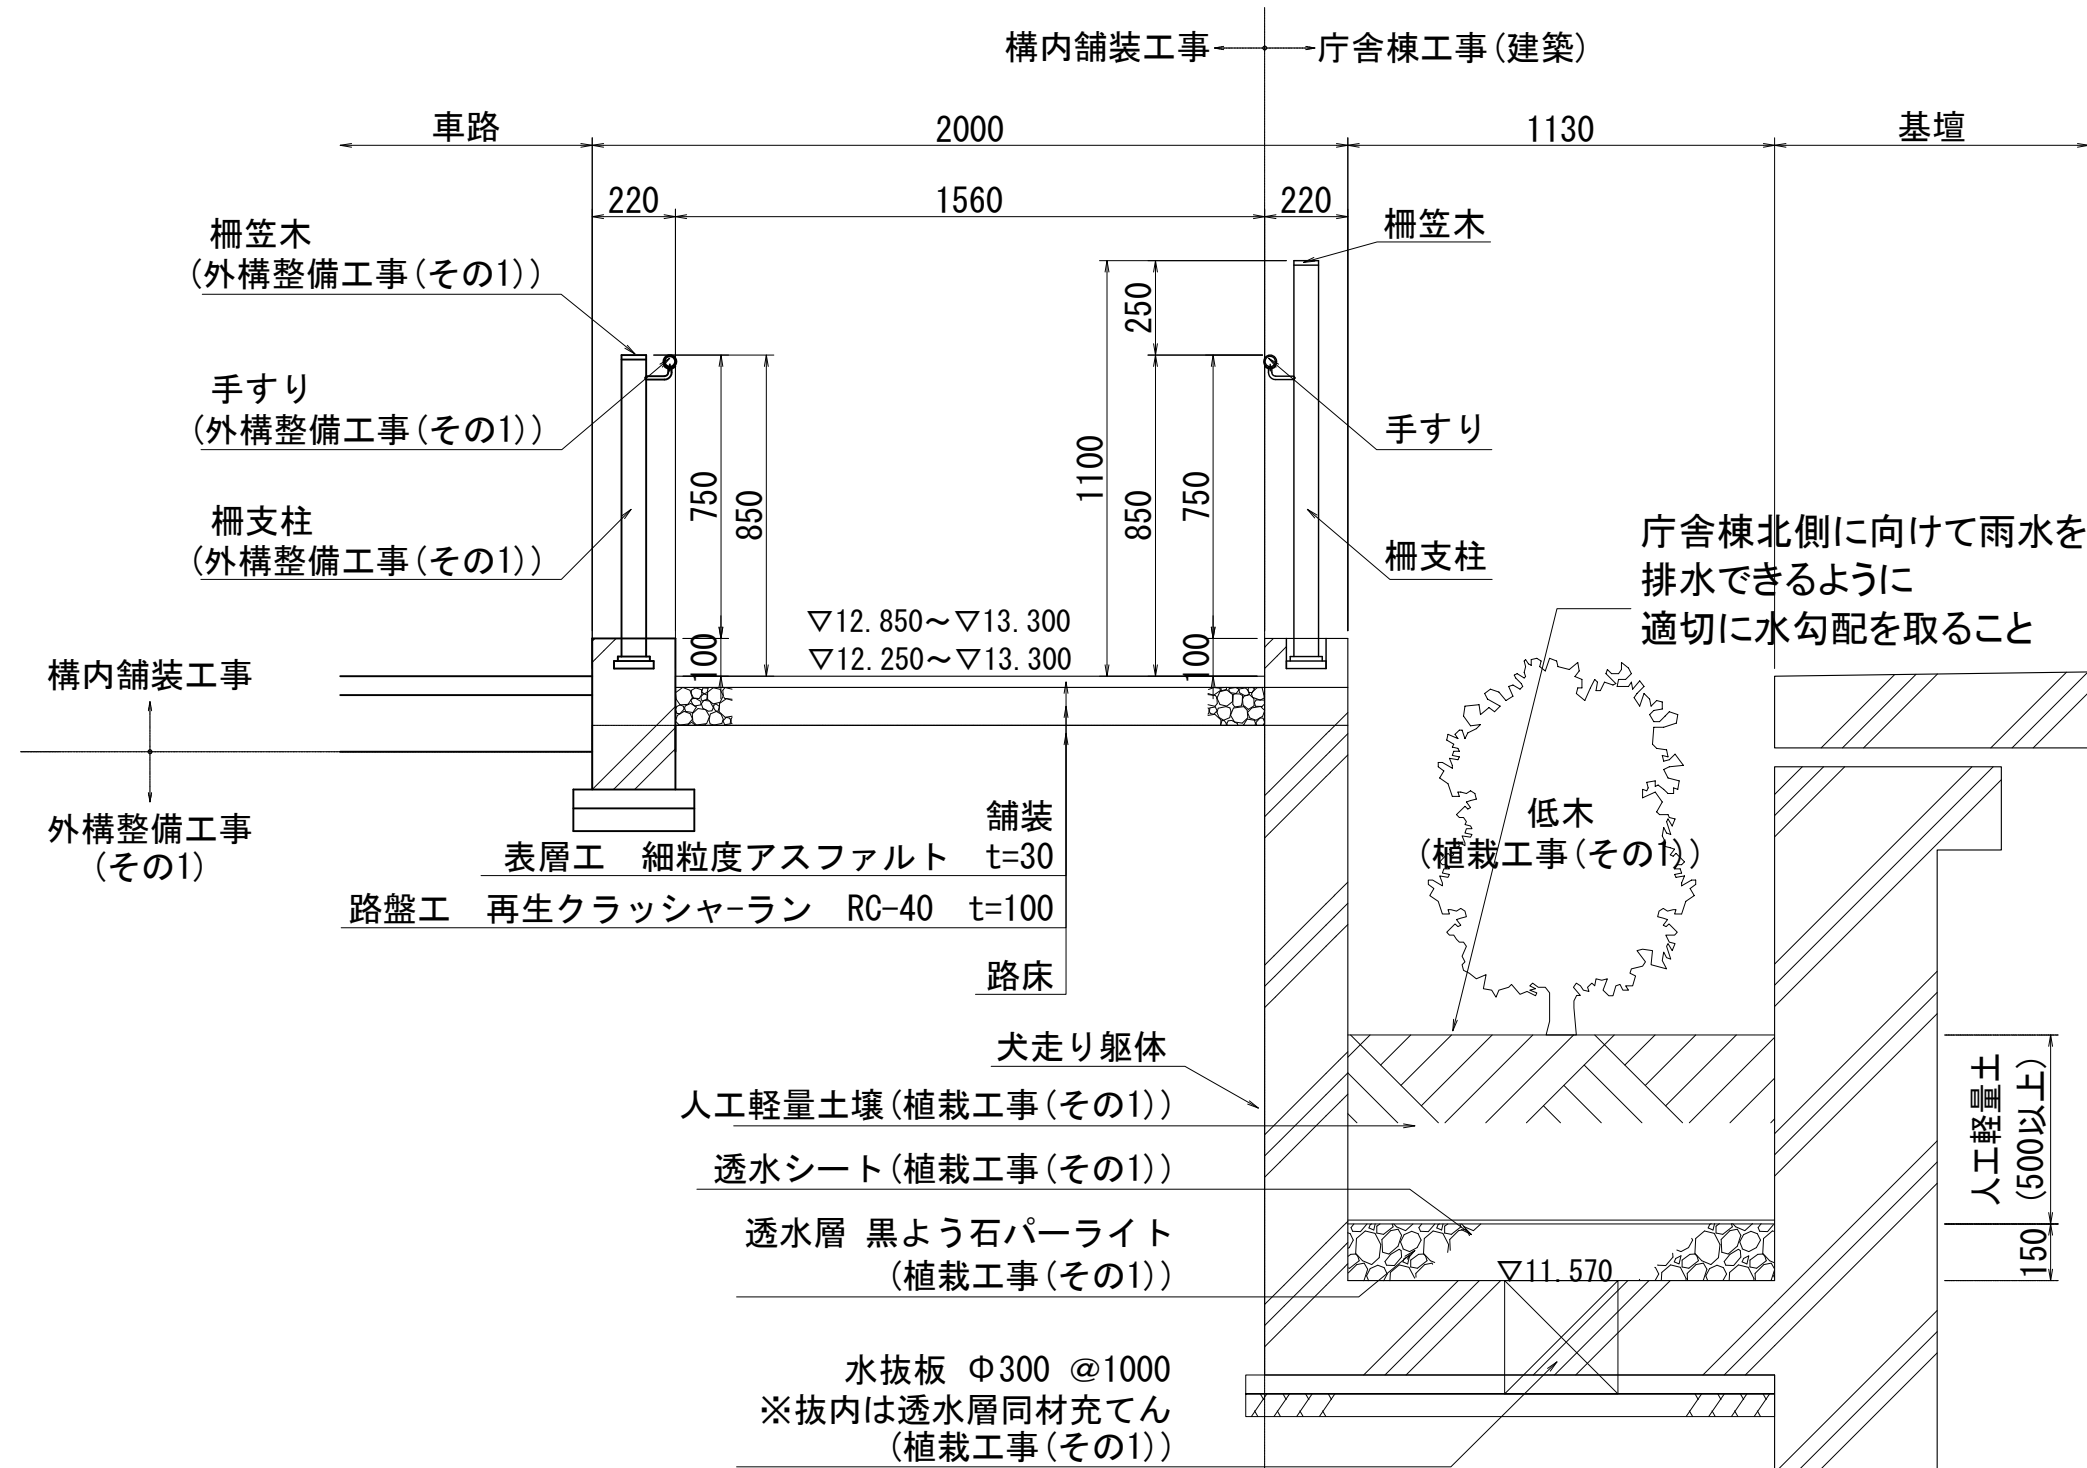 構内舗装工事
庁舎棟工事(建築)
車路
2000
1130
基壇
220
1560
220
柵笠木
(外構整備工事(その1))
柵笠木
250
手すり
(外構整備工事(その1))
手すり
1100
750
850
850
750
柵支柱
(外構整備工事(その1))
柵支柱
庁舎棟北側に向けて雨水を
排水できるように
適切に水勾配を取ること
▽12.850～▽13.300
▽12.250～▽13.300
100
100
構内舗装工事
外構整備工事
(その1)
舗装
表層工 細粒度アスファルト t=30
路盤工 再生クラッシャ-ラン RC-40 t=100
路床
低木
(植栽工事(その1))
犬走り躯体
人工軽量土壌(植栽工事(その1))
透水シート(植栽工事(その1))
透水層 黒よう石パーライト
(植栽工事(その1))
人工軽量土
(500以上)
150
▽11.570
水抜板 Φ300 @1000
※抜内は透水層同材充てん
(植栽工事(その1))